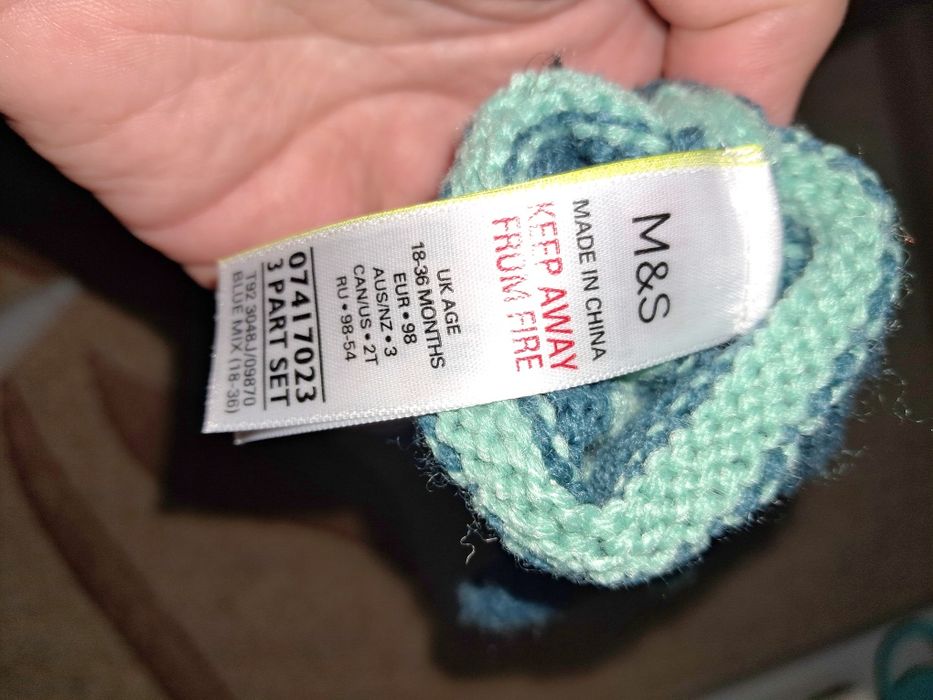 M&S
MADE IN CHINA
KEEP AWAY
FROM FIRE
UK AGE
18-36 MONTHS
EUR • 98
AUS/NZ • 3
CAN/US • 2T
RU • 98-54
07417023
3 PART SET
T92 3048J/09870
BLUE MIX (18-36)